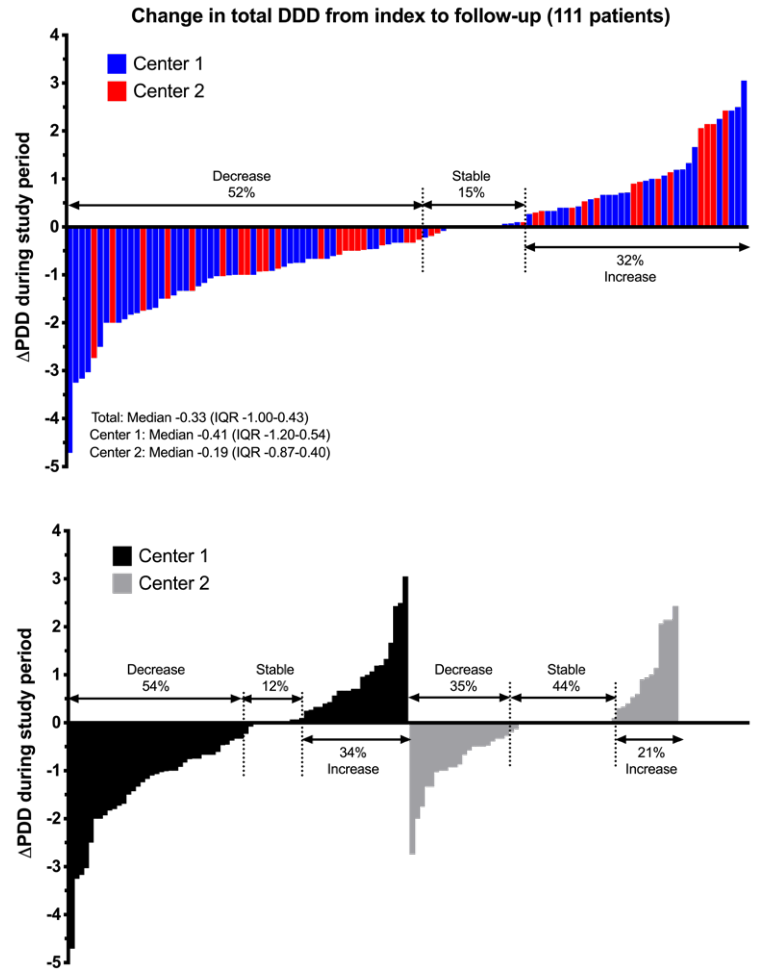 Change in total DDD from index to follow-up (111 patients)
ΔPDD during study period
4
3
2
1
0
-1
-2
-3
-4
-5
Center 1
Center 2
Decrease
52%
Stable
15%
32%
Increase
Total: Median -0.33 (IQR -1.00-0.43)
Center 1: Median -0.41 (IQR -1.20-0.54)
Center 2: Median -0.19 (IQR -0.87-0.40)
ΔPDD during study period
4
3
2
1
0
-1
-2
-3
-4
-5
Center 1
Center 2
Decrease
54%
Stable
12%
34%
Increase
Decrease
35%
Stable
44%
21%
Increase